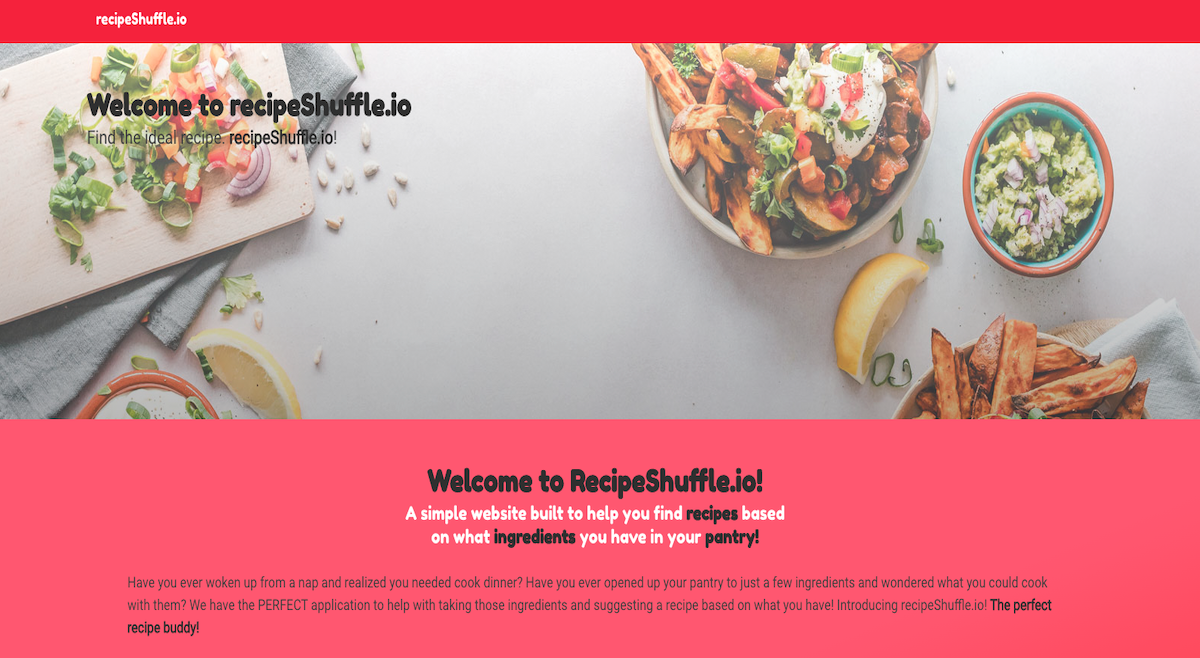 recipeShuffle.io
Welcome to recipeShuffle.io
Find the ideal recipe. recipeShuffle.io!
Welcome to RecipeShuffle.io!
A simple website built to help you find recipes based
on what ingredients you have in your pantry!
Have you ever woken up from a nap and realized you needed cook dinner? Have you ever opened up your pantry to just a few ingredients and wondered what you could cook
with them? We have the PERFECT application to help with taking those ingredients and suggesting a recipe based on what you have! Introducing recipeShuffle.io! The perfect
recipe buddy!